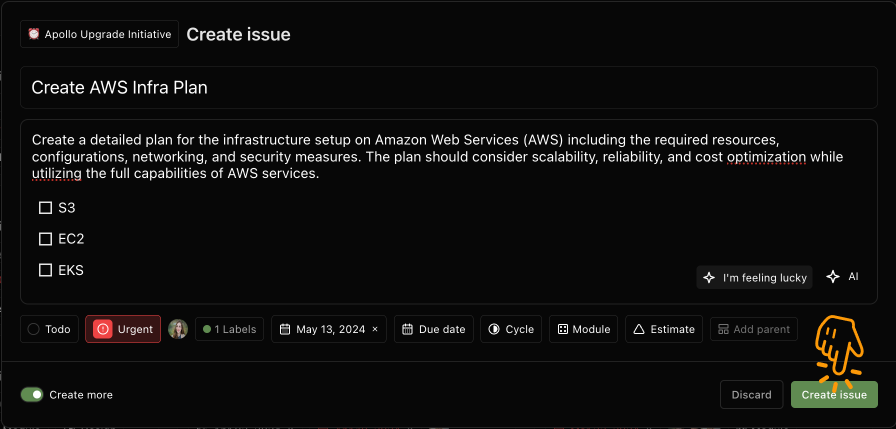 Apollo Upgrade Initiative Create issue
Create AWS Infra Plan
Create a detailed plan for the infrastructure setup on Amazon Web Services (AWS) including the required resources,
configurations, networking, and security measures. The plan should consider scalability, reliability, and cost optimization while
utilizing the full capabilities of AWS services.
S3
EC2
EKS
I'm feeling lucky AI
Todo Urgent 1 Labels May 13, 2024 × Due date Cycle Module Estimate Add parent
Create more Discard Create issue